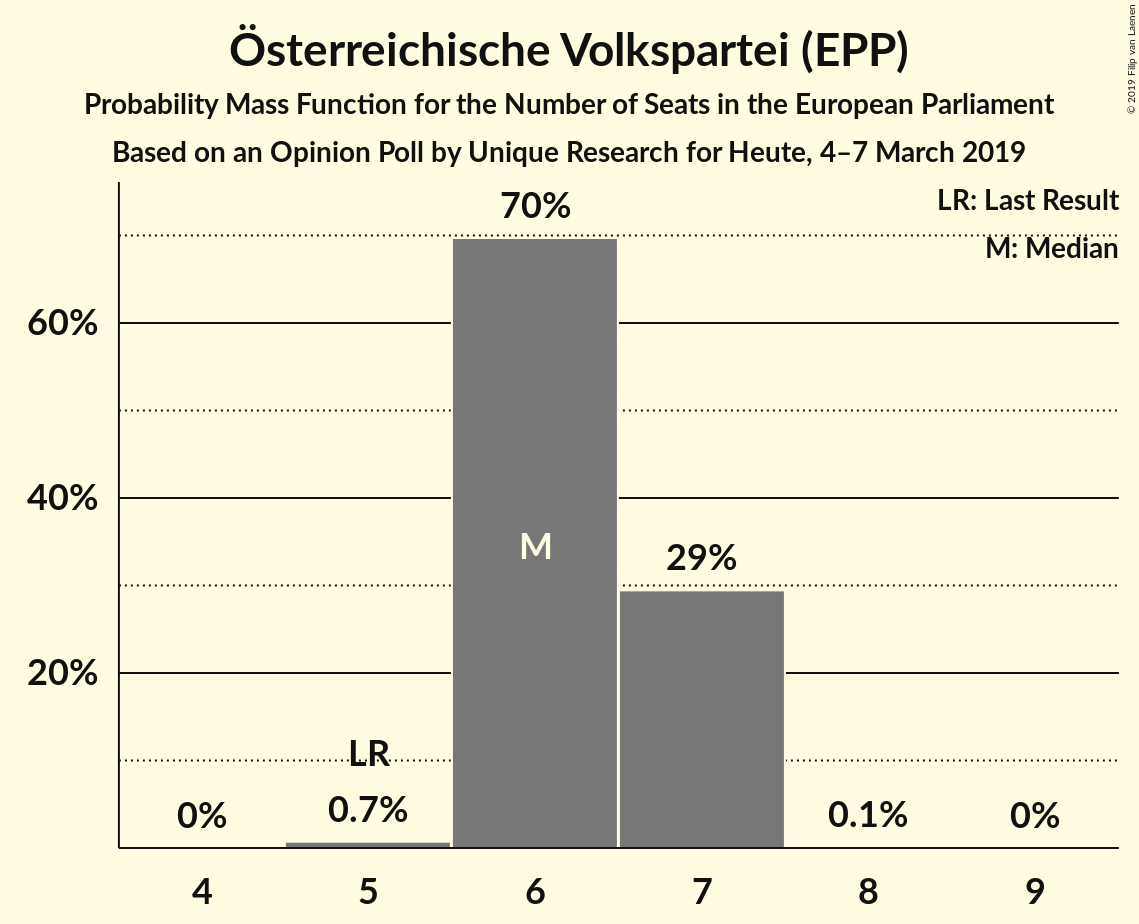 Österreichische Volkspartei (EPP)
Probability Mass Function for the Number of Seats in the European Parliament
Based on an Opinion Poll by Unique Research for Heute, 4–7 March 2019
© 2019 Filip van Laenen
LR: Last Result
M: Median
70%
60%
40%
M
29%
20%
LR
0%
0.7%
0.1%
0%
4 5 6 7 8 9